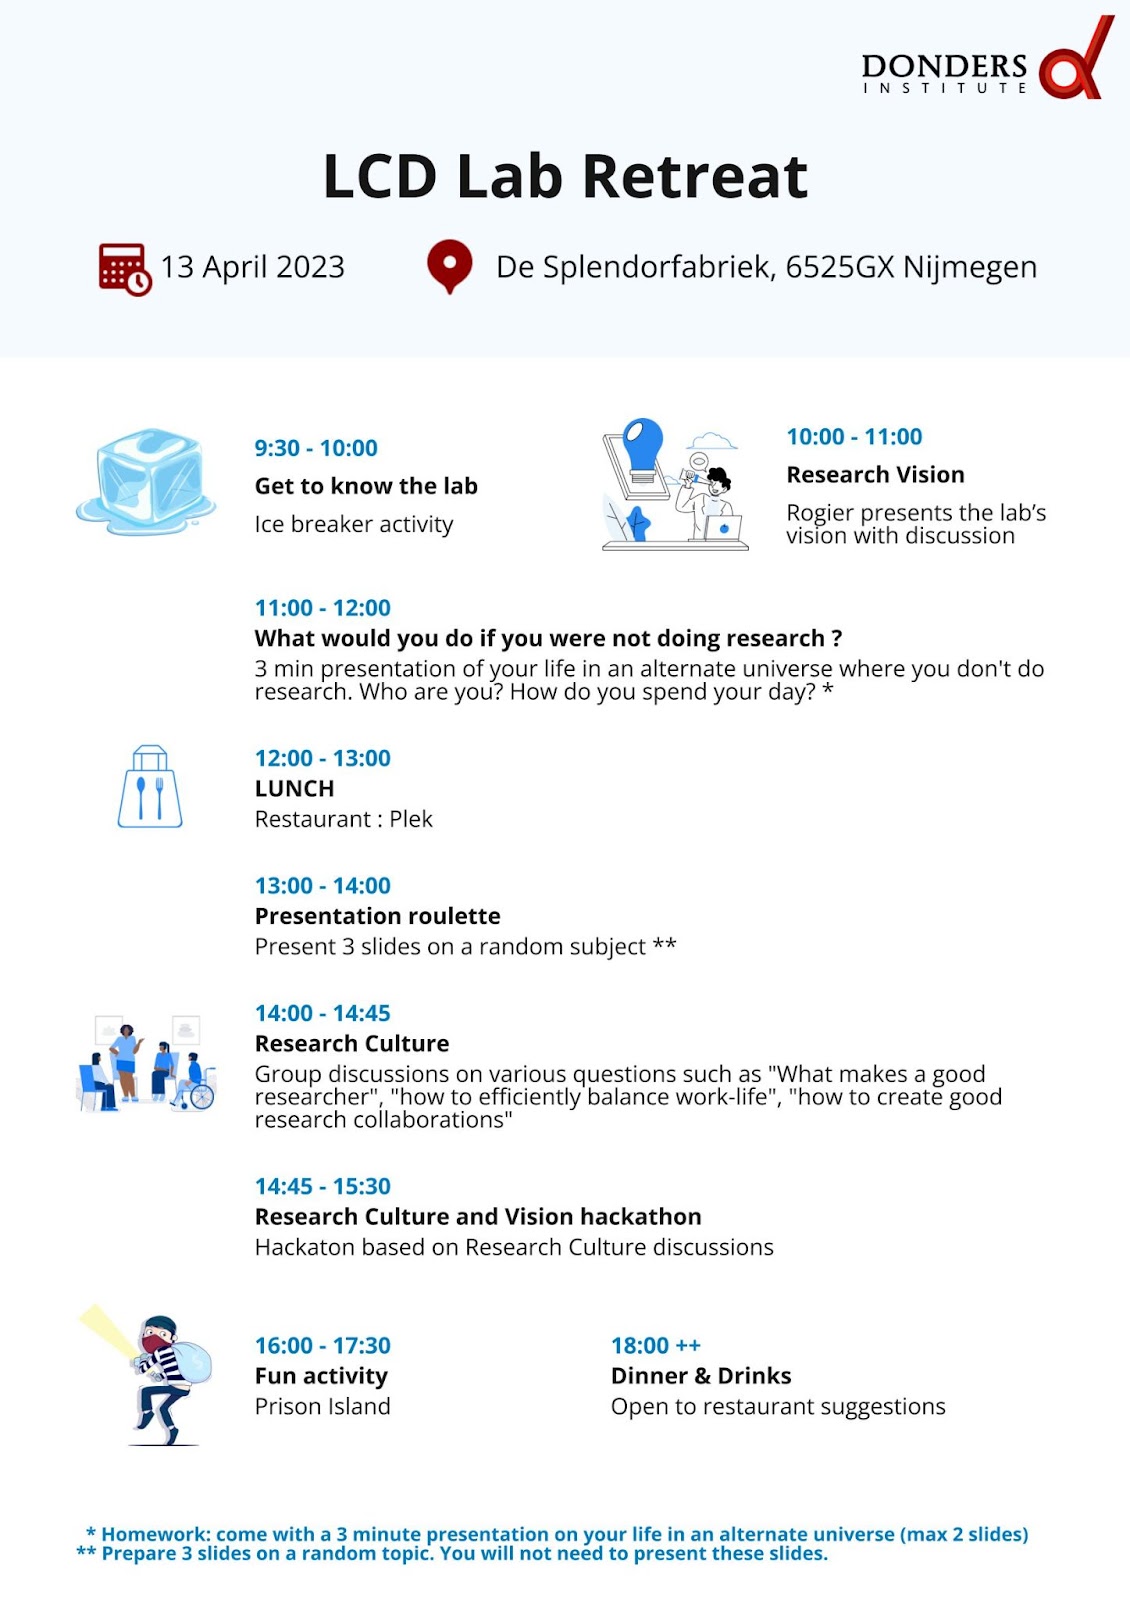 DONDERS
INSTITUTE
LCD Lab Retreat
13 April 2023
De Splendorfabriek, 6525GX Nijmegen
9:30 - 10:00
Get to know the lab
Ice breaker activity
10:00 - 11:00
Research Vision
Rogier presents the lab's
vision with discussion
11:00 - 12:00
What would you do if you were not doing research ?
3 min presentation of your life in an alternate universe where you don't do
research. Who are you? How do you spend your day? *
12:00 - 13:00
LUNCH
Restaurant : Plek
13:00 - 14:00
Presentation roulette
Present 3 slides on a random subject **
14:00 - 14:45
Research Culture
Group discussions on various questions such as "What makes a good
researcher", "how to efficiently balance work-life", "how to create good
research collaborations"
14:45 - 15:30
Research Culture and Vision hackathon
Hackaton based on Research Culture discussions
16:00 - 17:30
Fun activity
Prison Island
18:00 ++
Dinner & Drinks
Open to restaurant suggestions
* Homework: come with a 3 minute presentation on your life in an alternate universe (max 2 slides)
** Prepare 3 slides on a random topic. You will not need to present these slides.